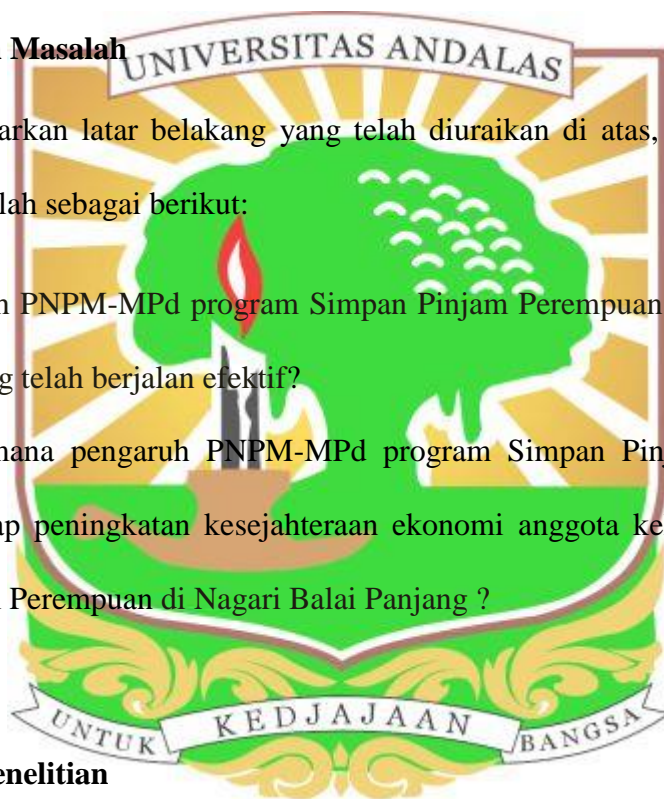 Masalah
UNIVERSITAS ANDALAS
arkan latar belakang yang telah diuraikan di atas,
lah sebagai berikut:
PNPM-MPd program Simpan Pinjam Perempuan
telah berjalan efektif?
mana pengaruh PNPM-MPd program Simpan Pinj
ap peningkatan kesejahteraan ekonomi anggota ke
Perempuan di Nagari Balai Panjang ?
UNTUK KEDJAJAAN BANGSA
enelitian